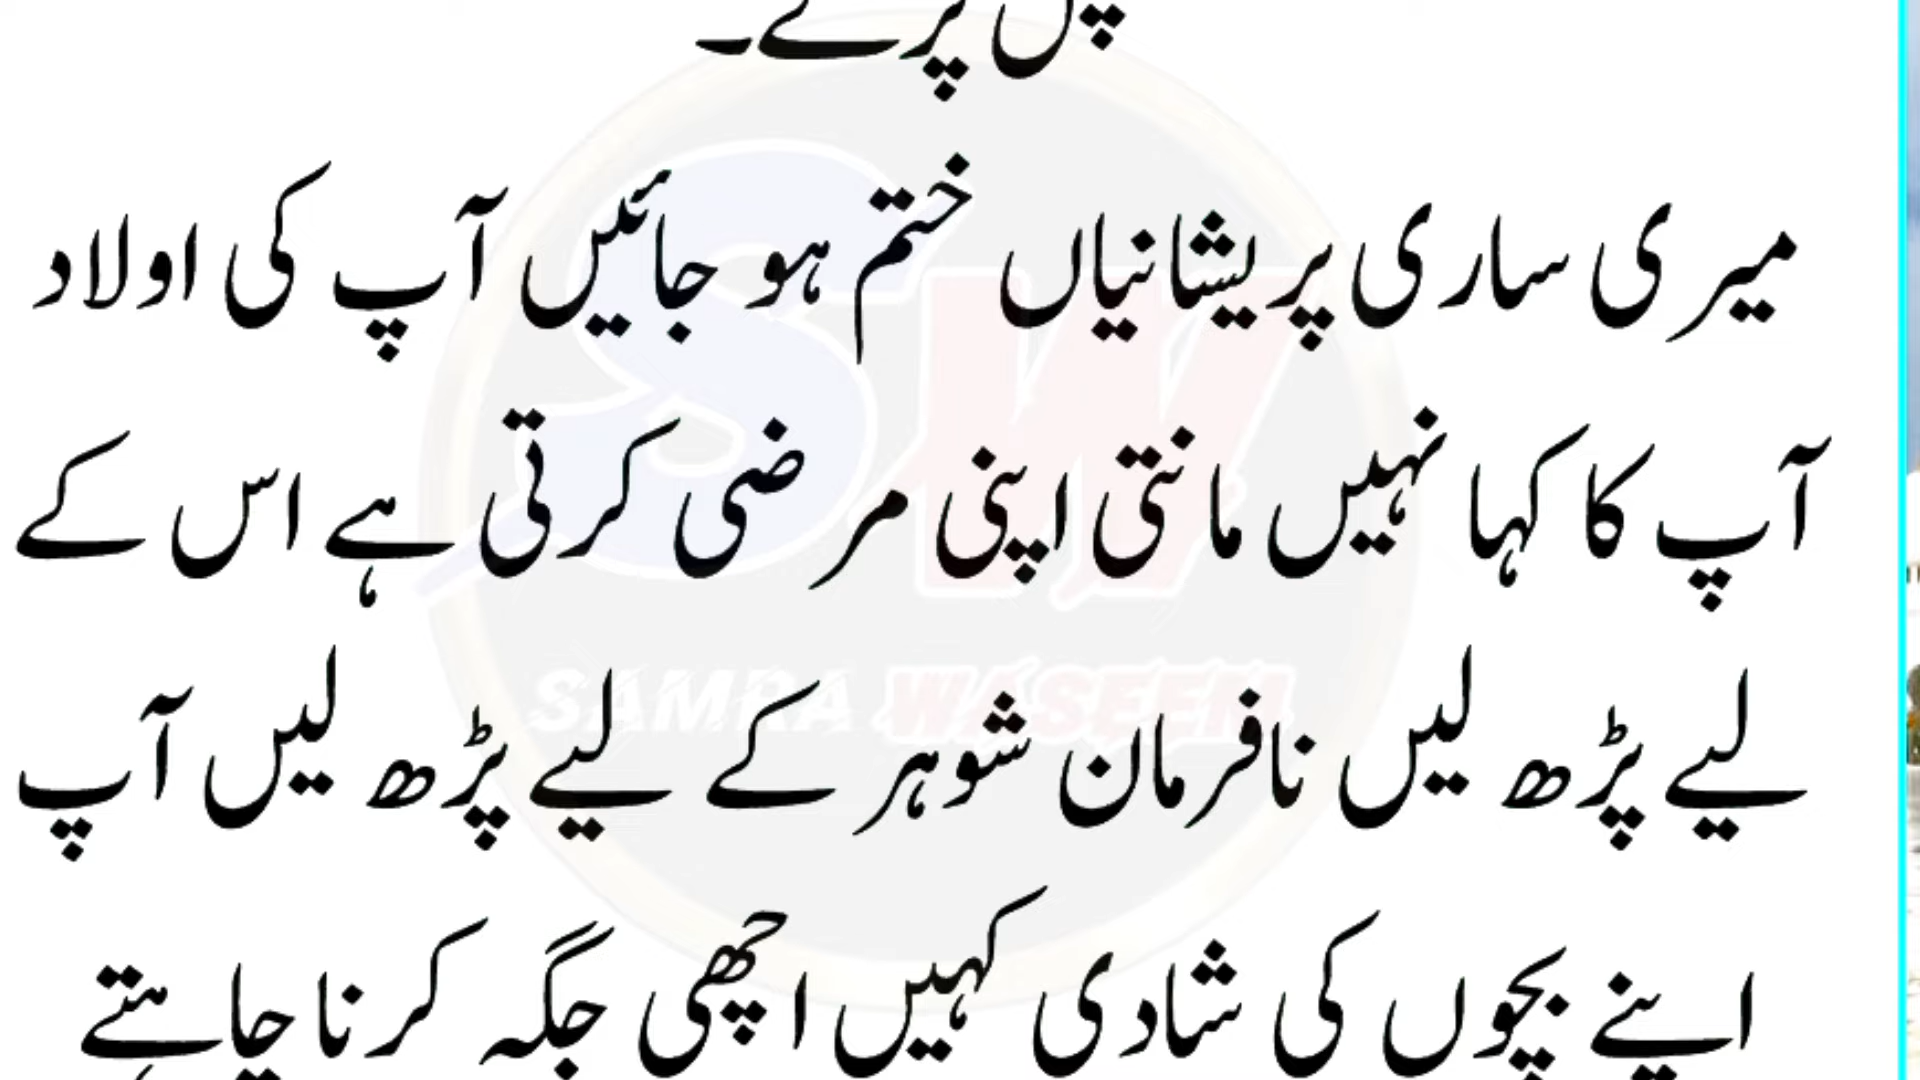 میری ساری پریشانیاں ختم ہو جائیں آپ کی اولاد
آپ کا کہا نہیں مانتی اپنی مرضی کرتی ہے اس کے
لیے پڑھ لیں نافرمان شوہر کے لیے پڑھ لیں آپ
اپنے بچوں کی شادی کہیں اچھی جگہ کرنا چاہتے
SAMRA WASEEM